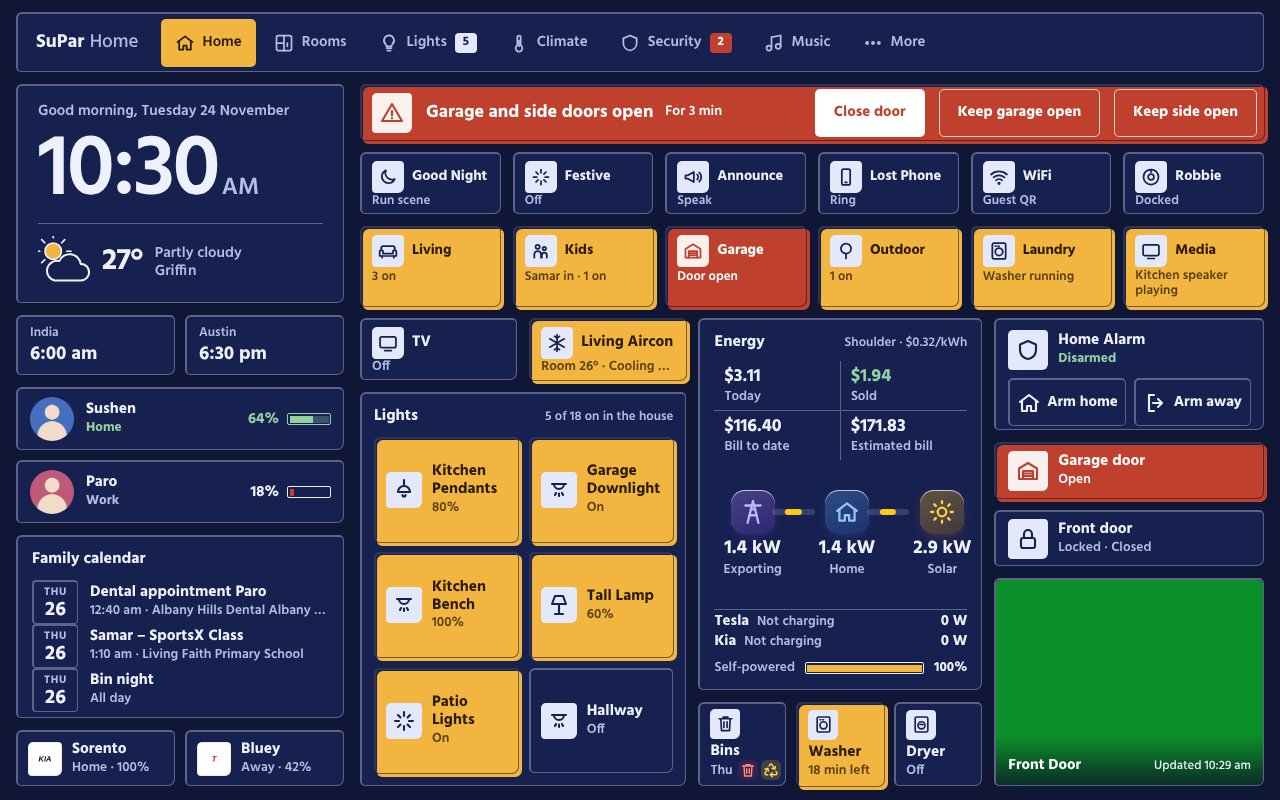 SuPar Home
Home
Rooms
Lights 5
Climate
Security 2
Music
More
Good morning, Tuesday 24 November
10:30 AM
27° Partly cloudy
Griffin
India
6:00 am
Austin
6:30 pm
Sushen
Home
64%
Paro
Work
18%
Family calendar
THU
26
Dental appointment Paro
12:40 am · Albany Hills Dental Albany ...
THU
26
Samar – SportsX Class
1:10 am · Living Faith Primary School
THU
26
Bin night
All day
KIA
Sorento
Home · 100%
T
Bluey
Away · 42%
Garage and side doors open For 3 min
Close door
Keep garage open
Keep side open
Good Night
Run scene
Festive
Off
Announce
Speak
Lost Phone
Ring
WiFi
Guest QR
Robbie
Docked
Living
3 on
Kids
Samar in · 1 on
Garage
Door open
Outdoor
1 on
Laundry
Washer running
Media
Kitchen speaker
playing
TV
Off
Living Aircon
Room 26° · Cooling ...
Lights
5 of 18 on in the house
Kitchen
Pendants
80%
Garage
Downlight
On
Kitchen
Bench
100%
Tall Lamp
60%
Patio
Lights
On
Hallway
Off
Energy
Shoulder · $0.32/kWh
$3.11
Today
$1.94
Sold
$116.40
Bill to date
$171.83
Estimated bill
1.4 kW
Exporting
1.4 kW
Home
2.9 kW
Solar
Tesla Not charging 0 W
Kia Not charging 0 W
Self-powered 100%
Bins
Thu
Washer
18 min left
Dryer
Off
Home Alarm
Disarmed
Arm home
Arm away
Garage door
Open
Front door
Locked · Closed
Front Door
Updated 10:29 am